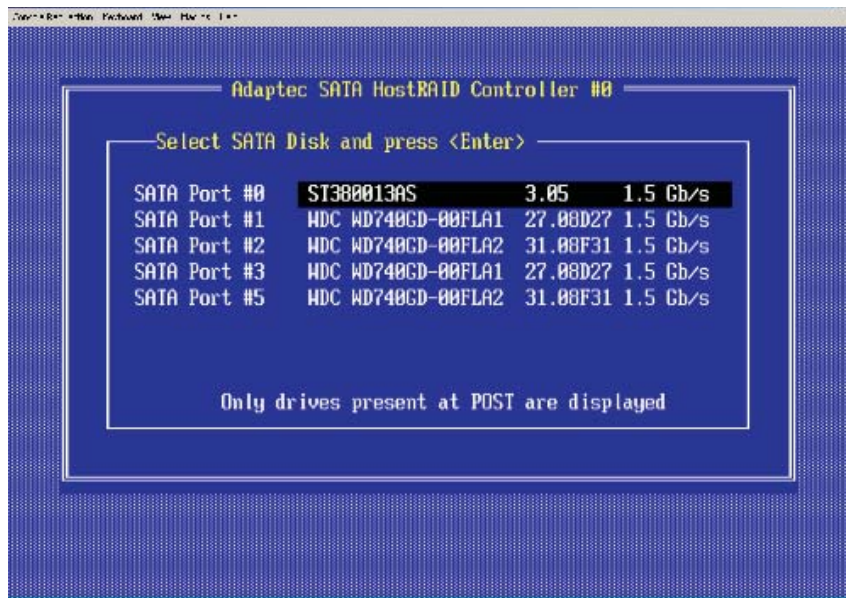 Keyboard View Macros
Adaptec SATA HostRAID Controller #0
Select SATA Disk and press <Enter>
SATA Port #0 ST380013AS 3.05 1.5 Gb/s
SATA Port #1 WDC WD740GD-00FLA1 27.08D27 1.5 Gb/s
SATA Port #2 WDC WD740GD-00FLA2 31.08F31 1.5 Gb/s
SATA Port #3 WDC WD740GD-00FLA1 27.08D27 1.5 Gb/s
SATA Port #5 WDC WD740GD-00FLA2 31.08F31 1.5 Gb/s
Only drives present at POST are displayed